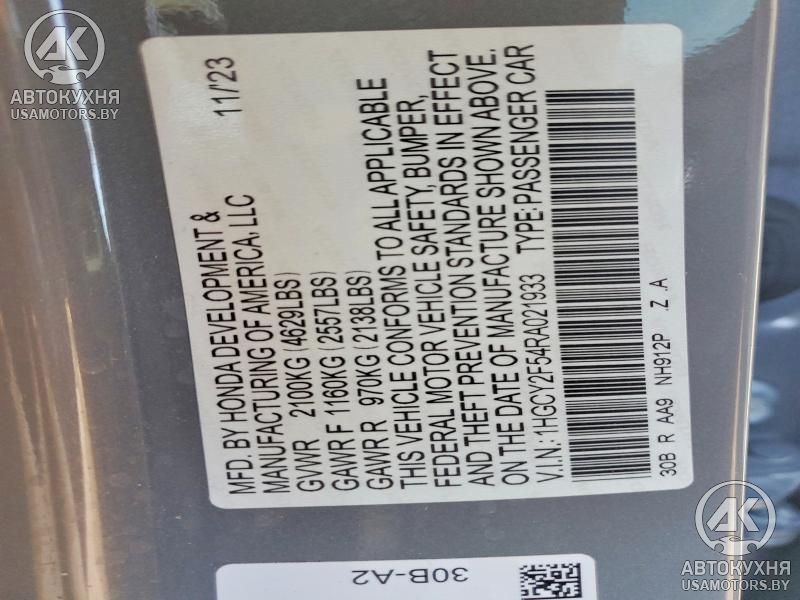 MFD. BY HONDA DEVELOPMENT & 11/23
MANUFACTURING OF AMERICA, LLC
GVWR 2100KG (4629LBS)
GAWR F 1160KG (2557LBS)
GAWR R 970KG (2138LBS)
THIS VEHICLE CONFORMS TO ALL APPLICABLE
FEDERAL MOTOR VEHICLE SAFETY, BUMPER,
AND THEFT PREVENTION STANDARDS IN EFFECT
ON THE DATE OF MANUFACTURE SHOWN ABOVE.
V.I.N.: 1HGCY2F54RA021933 TYPE: PASSENGER CAR
30B R AA9 NH912P .Z .A
30B-A2
АК
АВТОКУХНЯ
USAMOTORS.BY
АК
АВТОКУХНЯ
USAMOTORS.BY